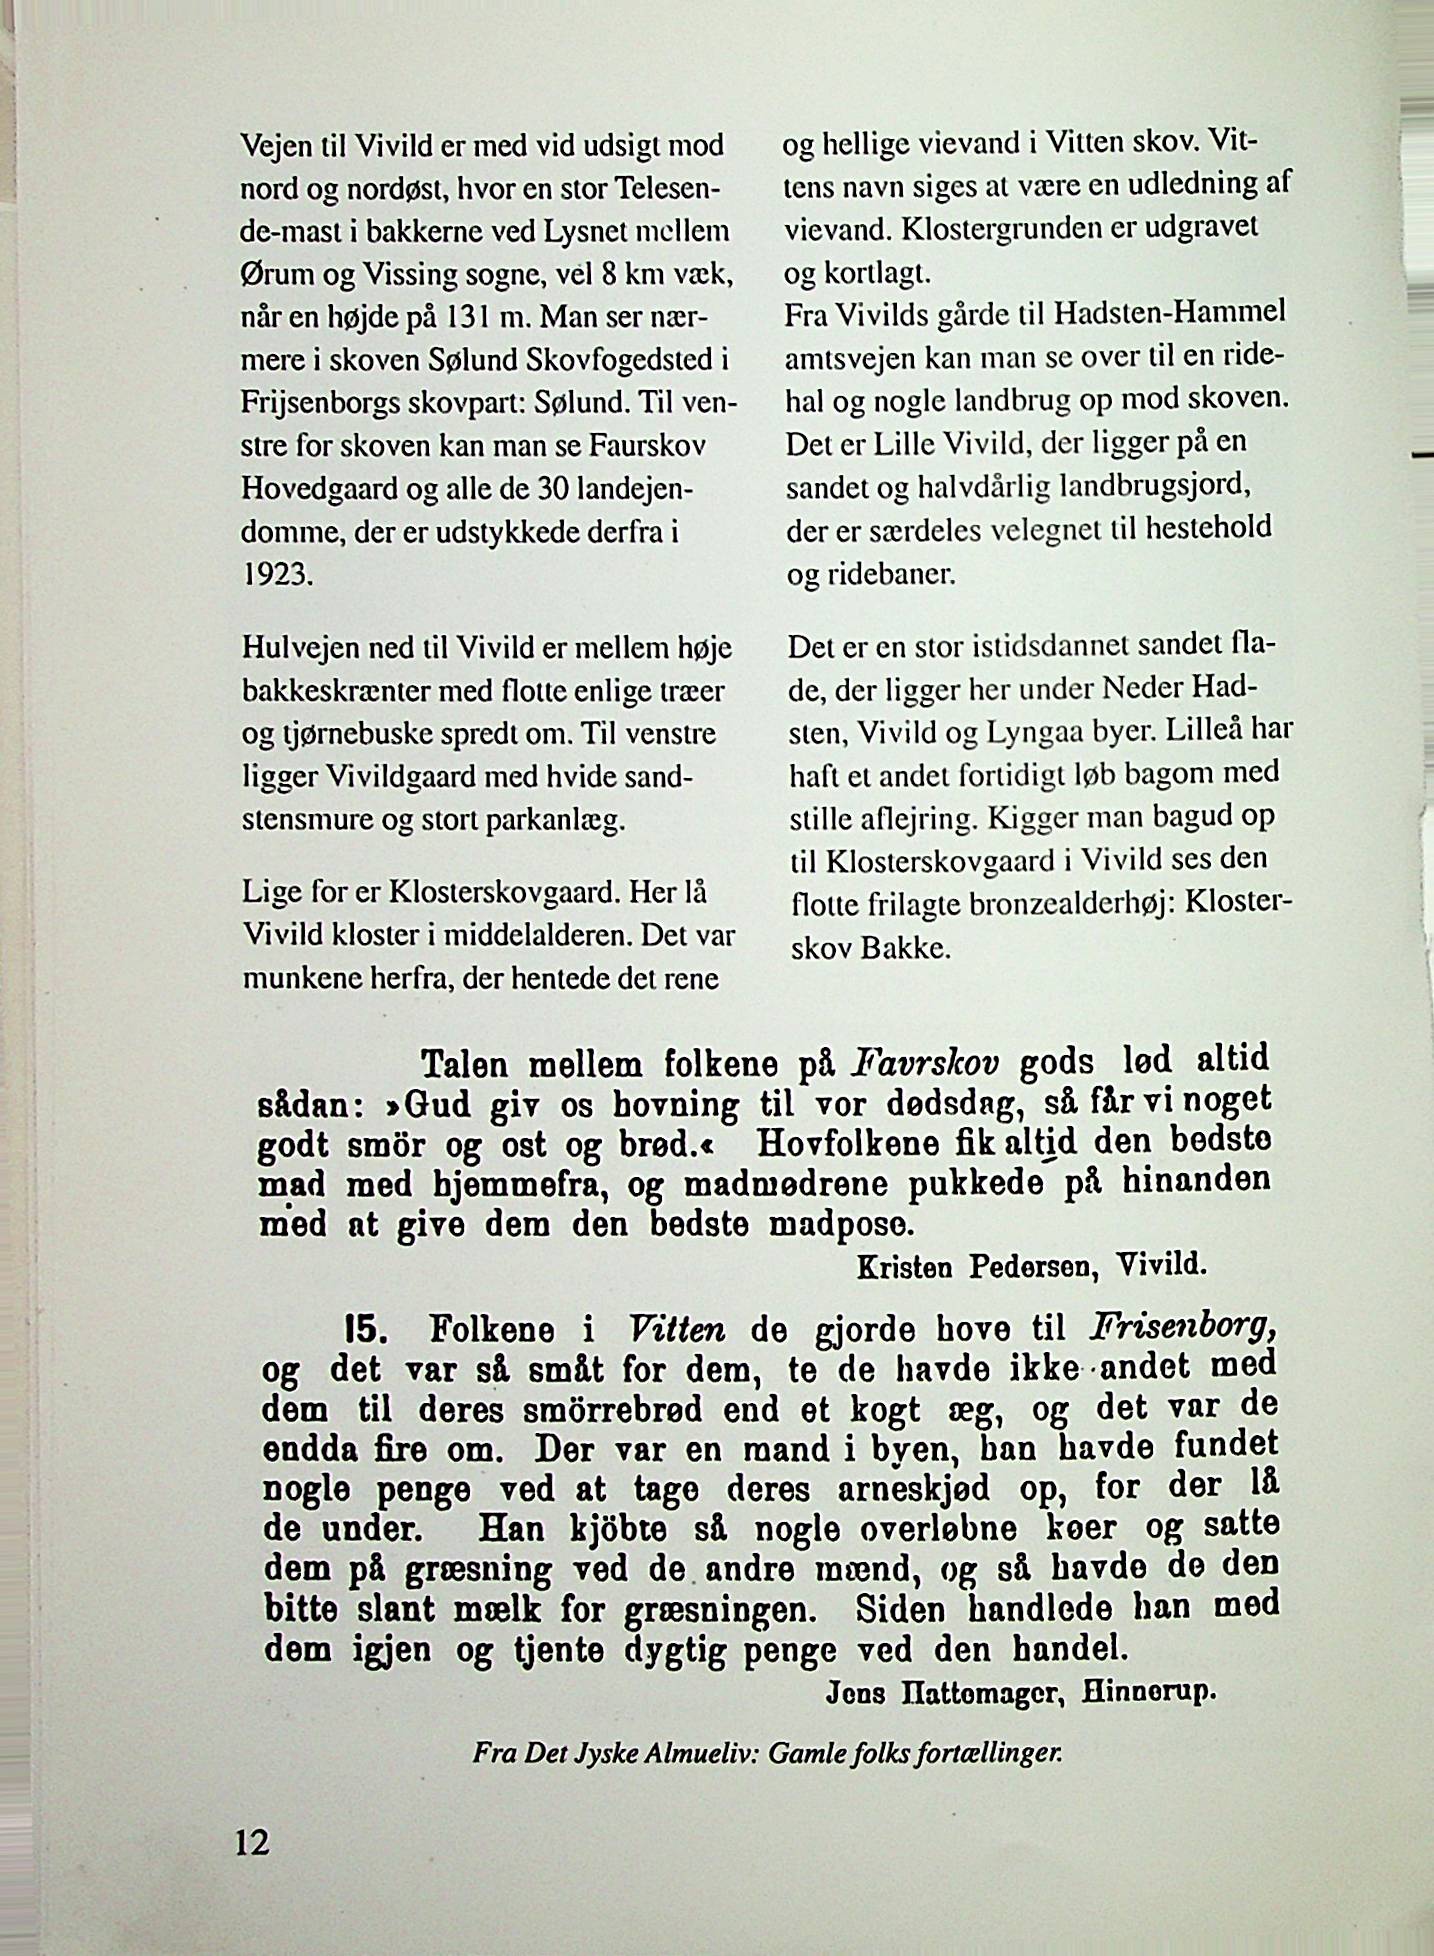 Vejen til Vivild er med vid udsigt mod
nord og nordøst, hvor en stor Telesen-
de-mast i bakkerne ved Lysnet mellem
Ørum og Vissing sogne, vel 8 km væk,
når en højde på 131 m. Man ser nær-
mere i skoven Sølund Skovfogedsted i
Frijsenborgs skovpart: Sølund. Til ven-
stre for skoven kan man se Faurskov
Hovedgaard og alle de 30 landejen-
domme, der er udstykkede derfra i
1923.
Hulvejen ned til Vivild er mellem høje
bakkeskrænter med flotte enlige træer
og tjørnebuske spredt om. Til venstre
ligger Vivildgaard med hvide sand-
stensmure og stort parkanlæg.
Lige for er Klosterskovgaard. Her lå
Vivild kloster i middelalderen. Det var
munkene herfra, der hentede det rene
og hellige vievand i Vitten skov. Vit-
tens navn siges at være en udledning af
vievand. Klostergrunden er udgravet
og kortlagt.
Fra Vivilds gårde til Hadsten-Hammel
amtsvejen kan man se over til en ride-
hal og nogle landbrug op mod skoven.
Det er Lille Vivild, der ligger på en
sandet og halvdårlig landbrugsjord,
der er særdeles velegnet til hestehold
og ridebaner.
Det er en stor istidsdannet sandet fla-
de, der ligger her under Neder Had-
sten, Vivild og Lyngaa byer. Lilleå har
haft et andet fortidigt løb bagom med
stille aflejring. Kigger man bagud op
til Klosterskovgaard i Vivild ses den
flotte frilagte bronzealderhøj: Kloster-
skov Bakke.
Talen mellem folkene på Favrskov gods lød altid
sådan: »Gud giv os hovning til vor dødsdag, så får vi noget
godt smör og ost og brød.« Hovfolkene fik altid den bedste
mad med hjemmefra, og madmødrene pukkede på hinanden
med at give dem den bedste madpose.
Kristen Pedersen, Vivild.
15. Folkene i Vitten de gjorde hove til Frisenborg,
og det var så småt for dem, te de havde ikke andet med
dem til deres smörrebrød end et kogt æg, og det var de
endda fire om. Der var en mand i byen, han havde fundet
nogle penge ved at tage deres arneskjød op, for der lå
de under. Han kjöbte så nogle overløbne køer og satte
dem på græsning ved de andre mænd, og så havde de den
bitte slant mælk for græsningen. Siden handlede han med
dem igjen og tjente dygtig penge ved den handel.
Jens Hattemager, Hinnerup.
Fra Det Jyske Almueliv: Gamle folks fortællinger.
12